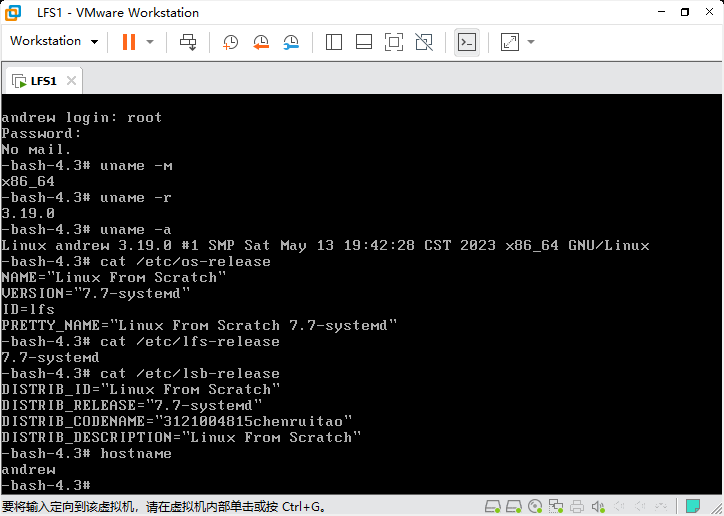 LFS1 - VMware Workstation
Workstation
LFS1
andrew login: root
Password:
No mail.
-bash-4.3# uname -m
x86_64
-bash-4.3# uname -r
3.19.0
-bash-4.3# uname -a
Linux andrew 3.19.0 #1 SMP Sat May 13 19:42:28 CST 2023 x86_64 GNU/Linux
-bash-4.3# cat /etc/os-release
NAME="Linux From Scratch"
VERSION="7.7-systemd"
ID=lfs
PRETTY_NAME="Linux From Scratch 7.7-systemd"
-bash-4.3# cat /etc/lfs-release
7.7-systemd
-bash-4.3# cat /etc/lsb-release
DISTRIB_ID="Linux From Scratch"
DISTRIB_RELEASE="7.7-systemd"
DISTRIB_CODENAME="3121004815chenruitao"
DISTRIB_DESCRIPTION="Linux From Scratch"
-bash-4.3# hostname
andrew
-bash-4.3#
要将输入定向到该虚拟机，请在虚拟机内部单击或按 Ctrl+G。